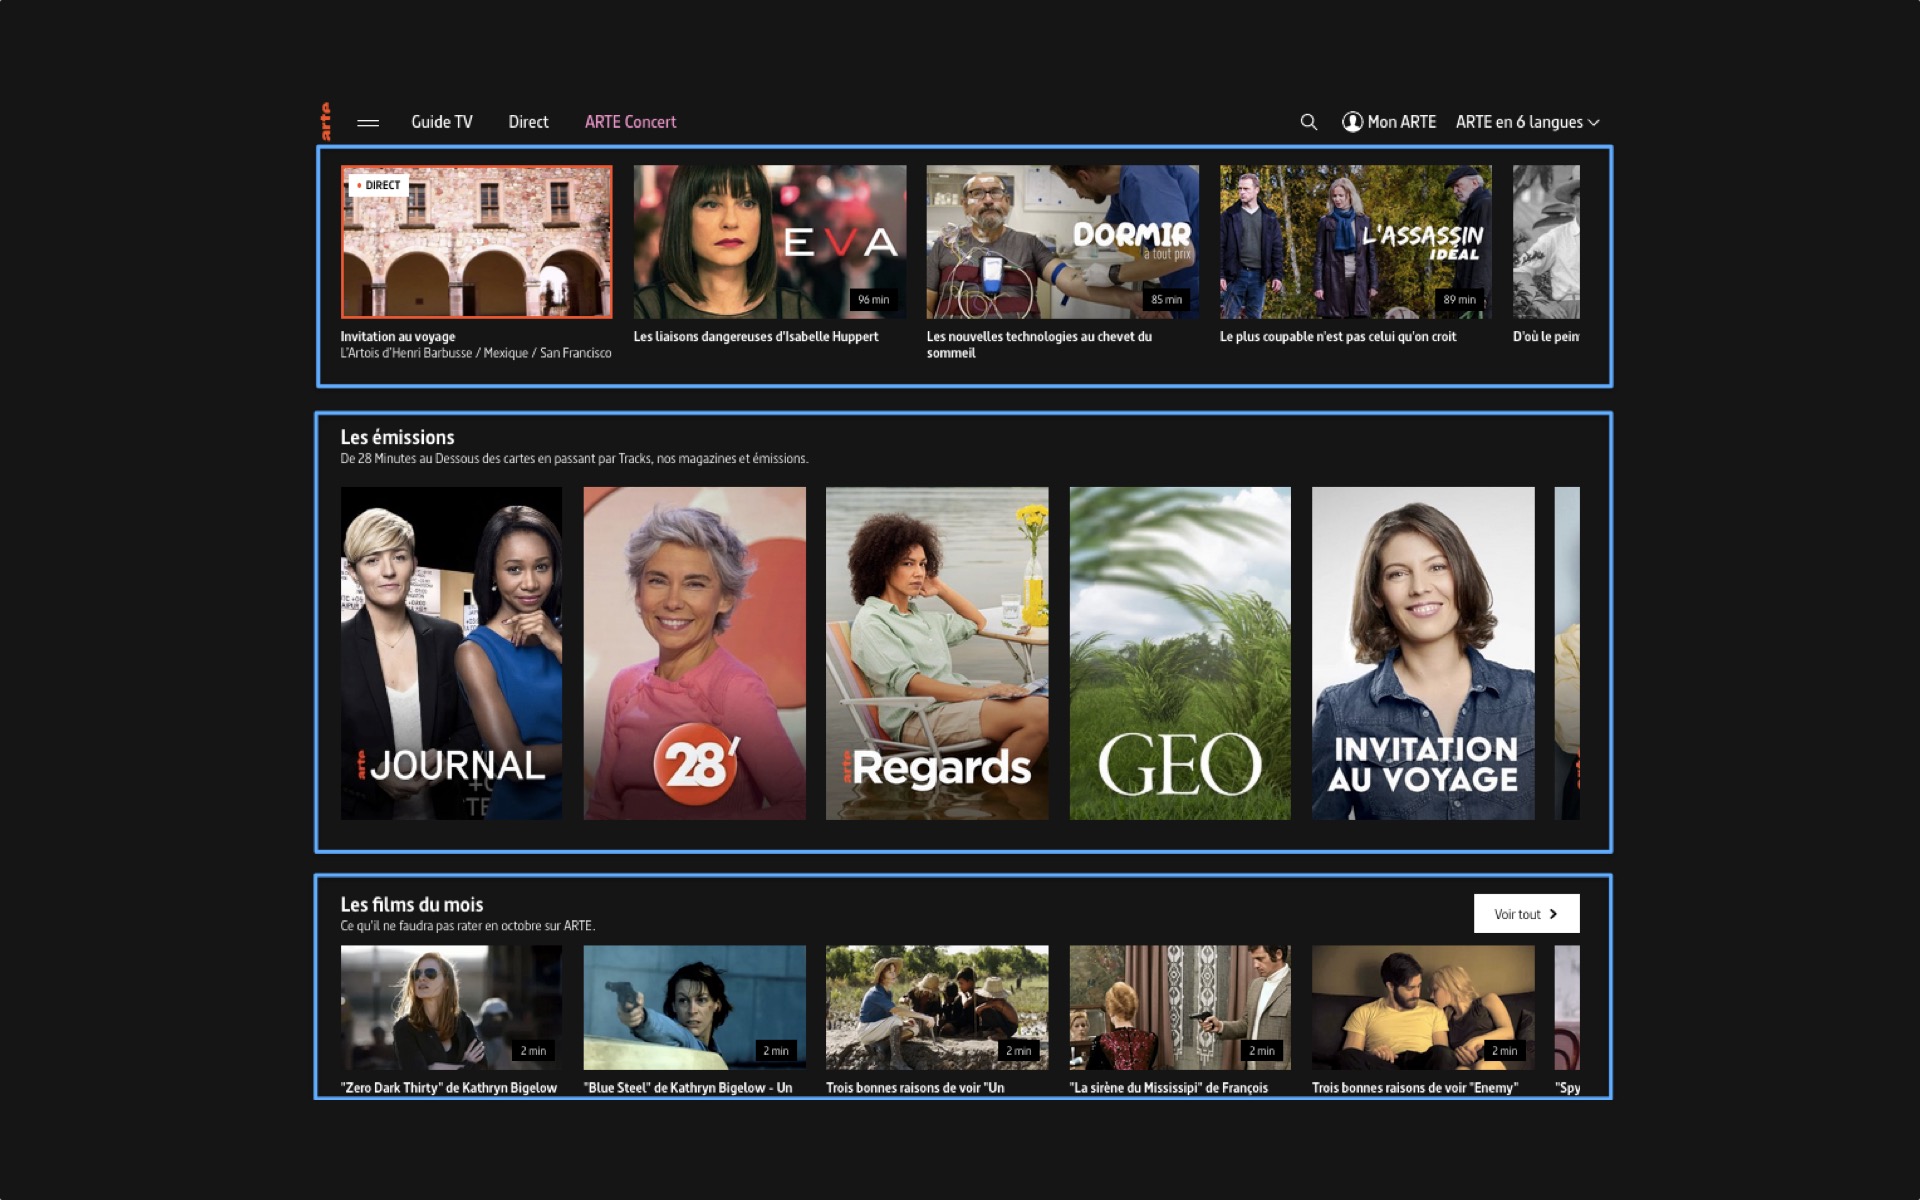 arte
Guide TV
Direct
ARTE Concert
Mon ARTE
ARTE en 6 langues
• DIRECT
EVA
96 min
DORMIR
à tout prix
85 min
L'ASSASSIN
IDÉAL
89 min
Invitation au voyage
L'Artois d'Henri Barbusse / Mexique / San Francisco
Les liaisons dangereuses d'Isabelle Huppert
Les nouvelles technologies au chevet du
sommeil
Le plus coupable n'est pas celui qu'on croit
D'où le pein
Les émissions
De 28 Minutes au Dessous des cartes en passant par Tracks, nos magazines et émissions.
arte JOURNAL
28'
arte Regards
GEO
INVITATION
AU VOYAGE
Les films du mois
Ce qu'il ne faudra pas rater en octobre sur ARTE.
Voir tout
2 min
2 min
2 min
2 min
2 min
"Zero Dark Thirty" de Kathryn Bigelow
"Blue Steel" de Kathryn Bigelow - Un
Trois bonnes raisons de voir "Un
"La sirène du Mississipi" de François
Trois bonnes raisons de voir "Enemy"
"Spy